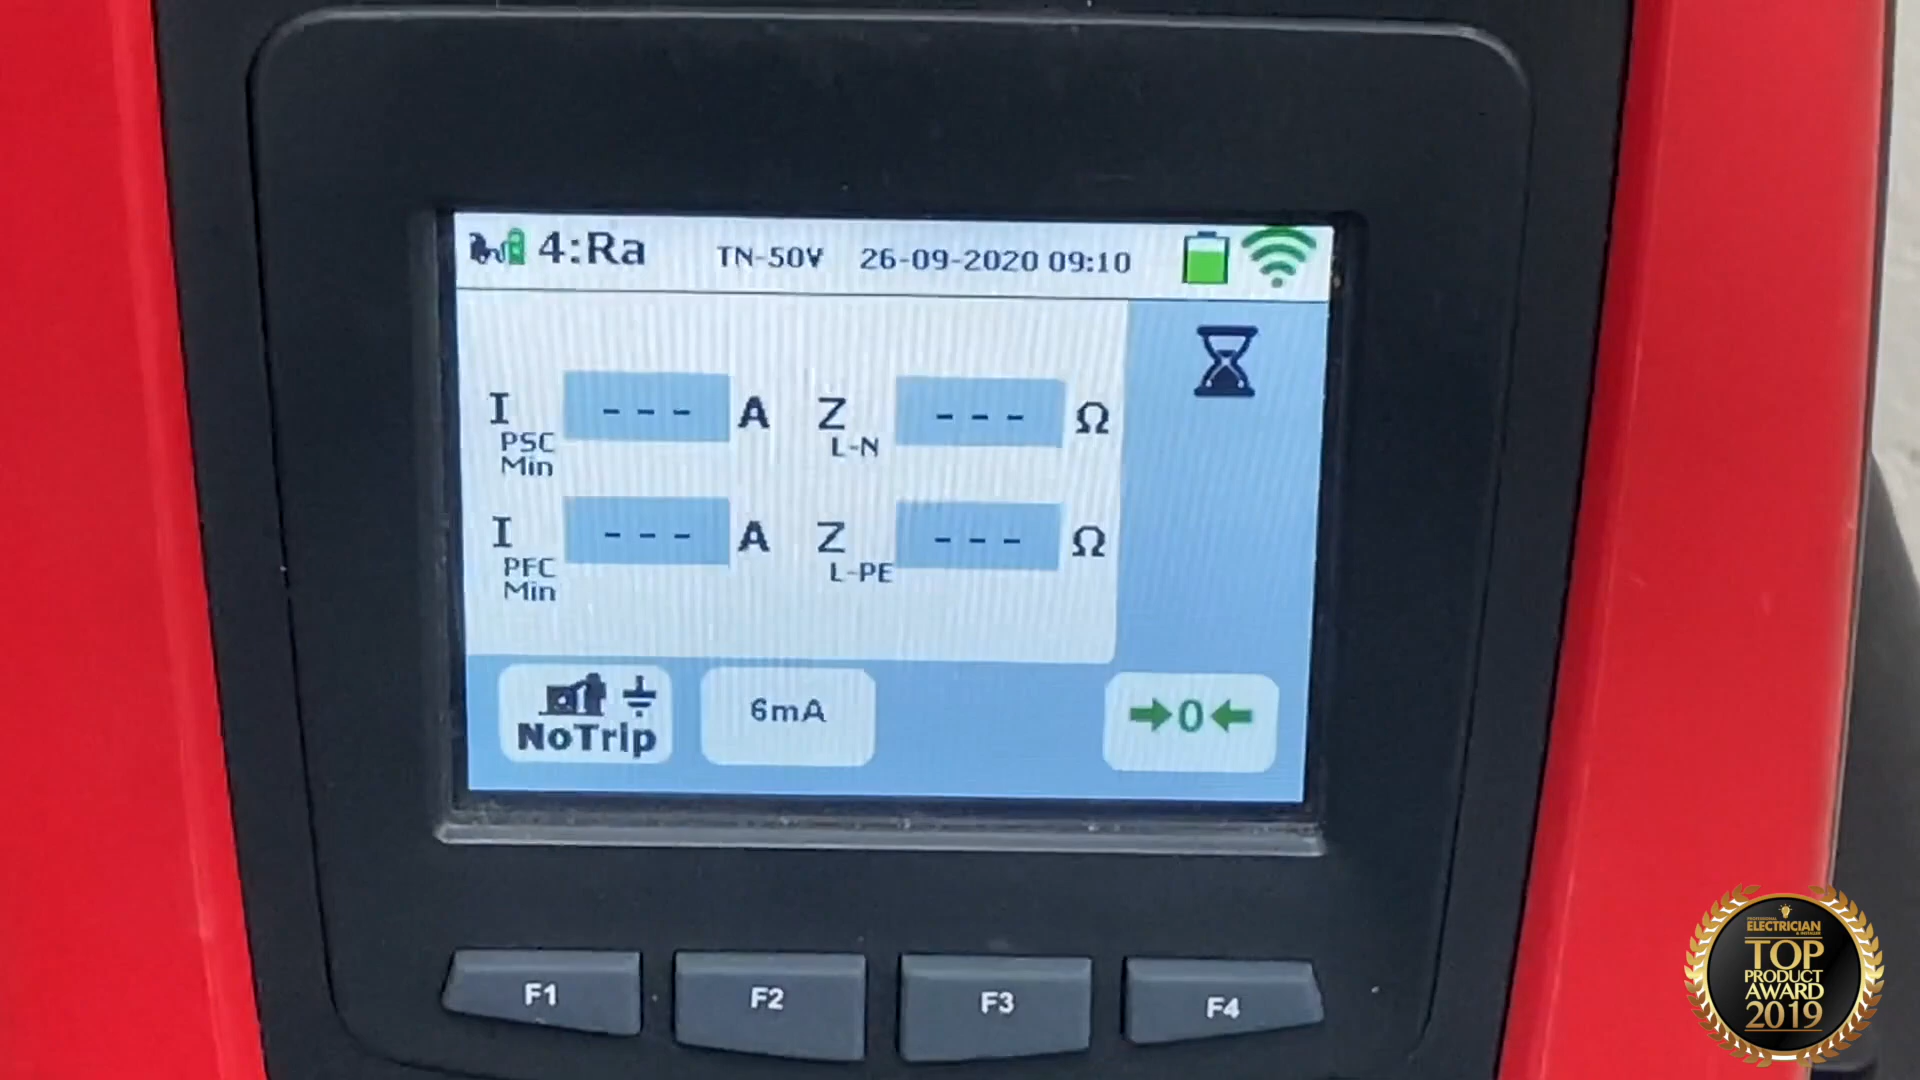 4:Ra TN-50V 26-09-2020 09:10
I PSC Min --- A Z L-N --- Ω
I PFC Min --- A Z L-PE --- Ω
NoTrip 6mA →0←
F1 F2 F3 F4
ELECTRICIAN
TOP
PRODUCT
AWARD
2019